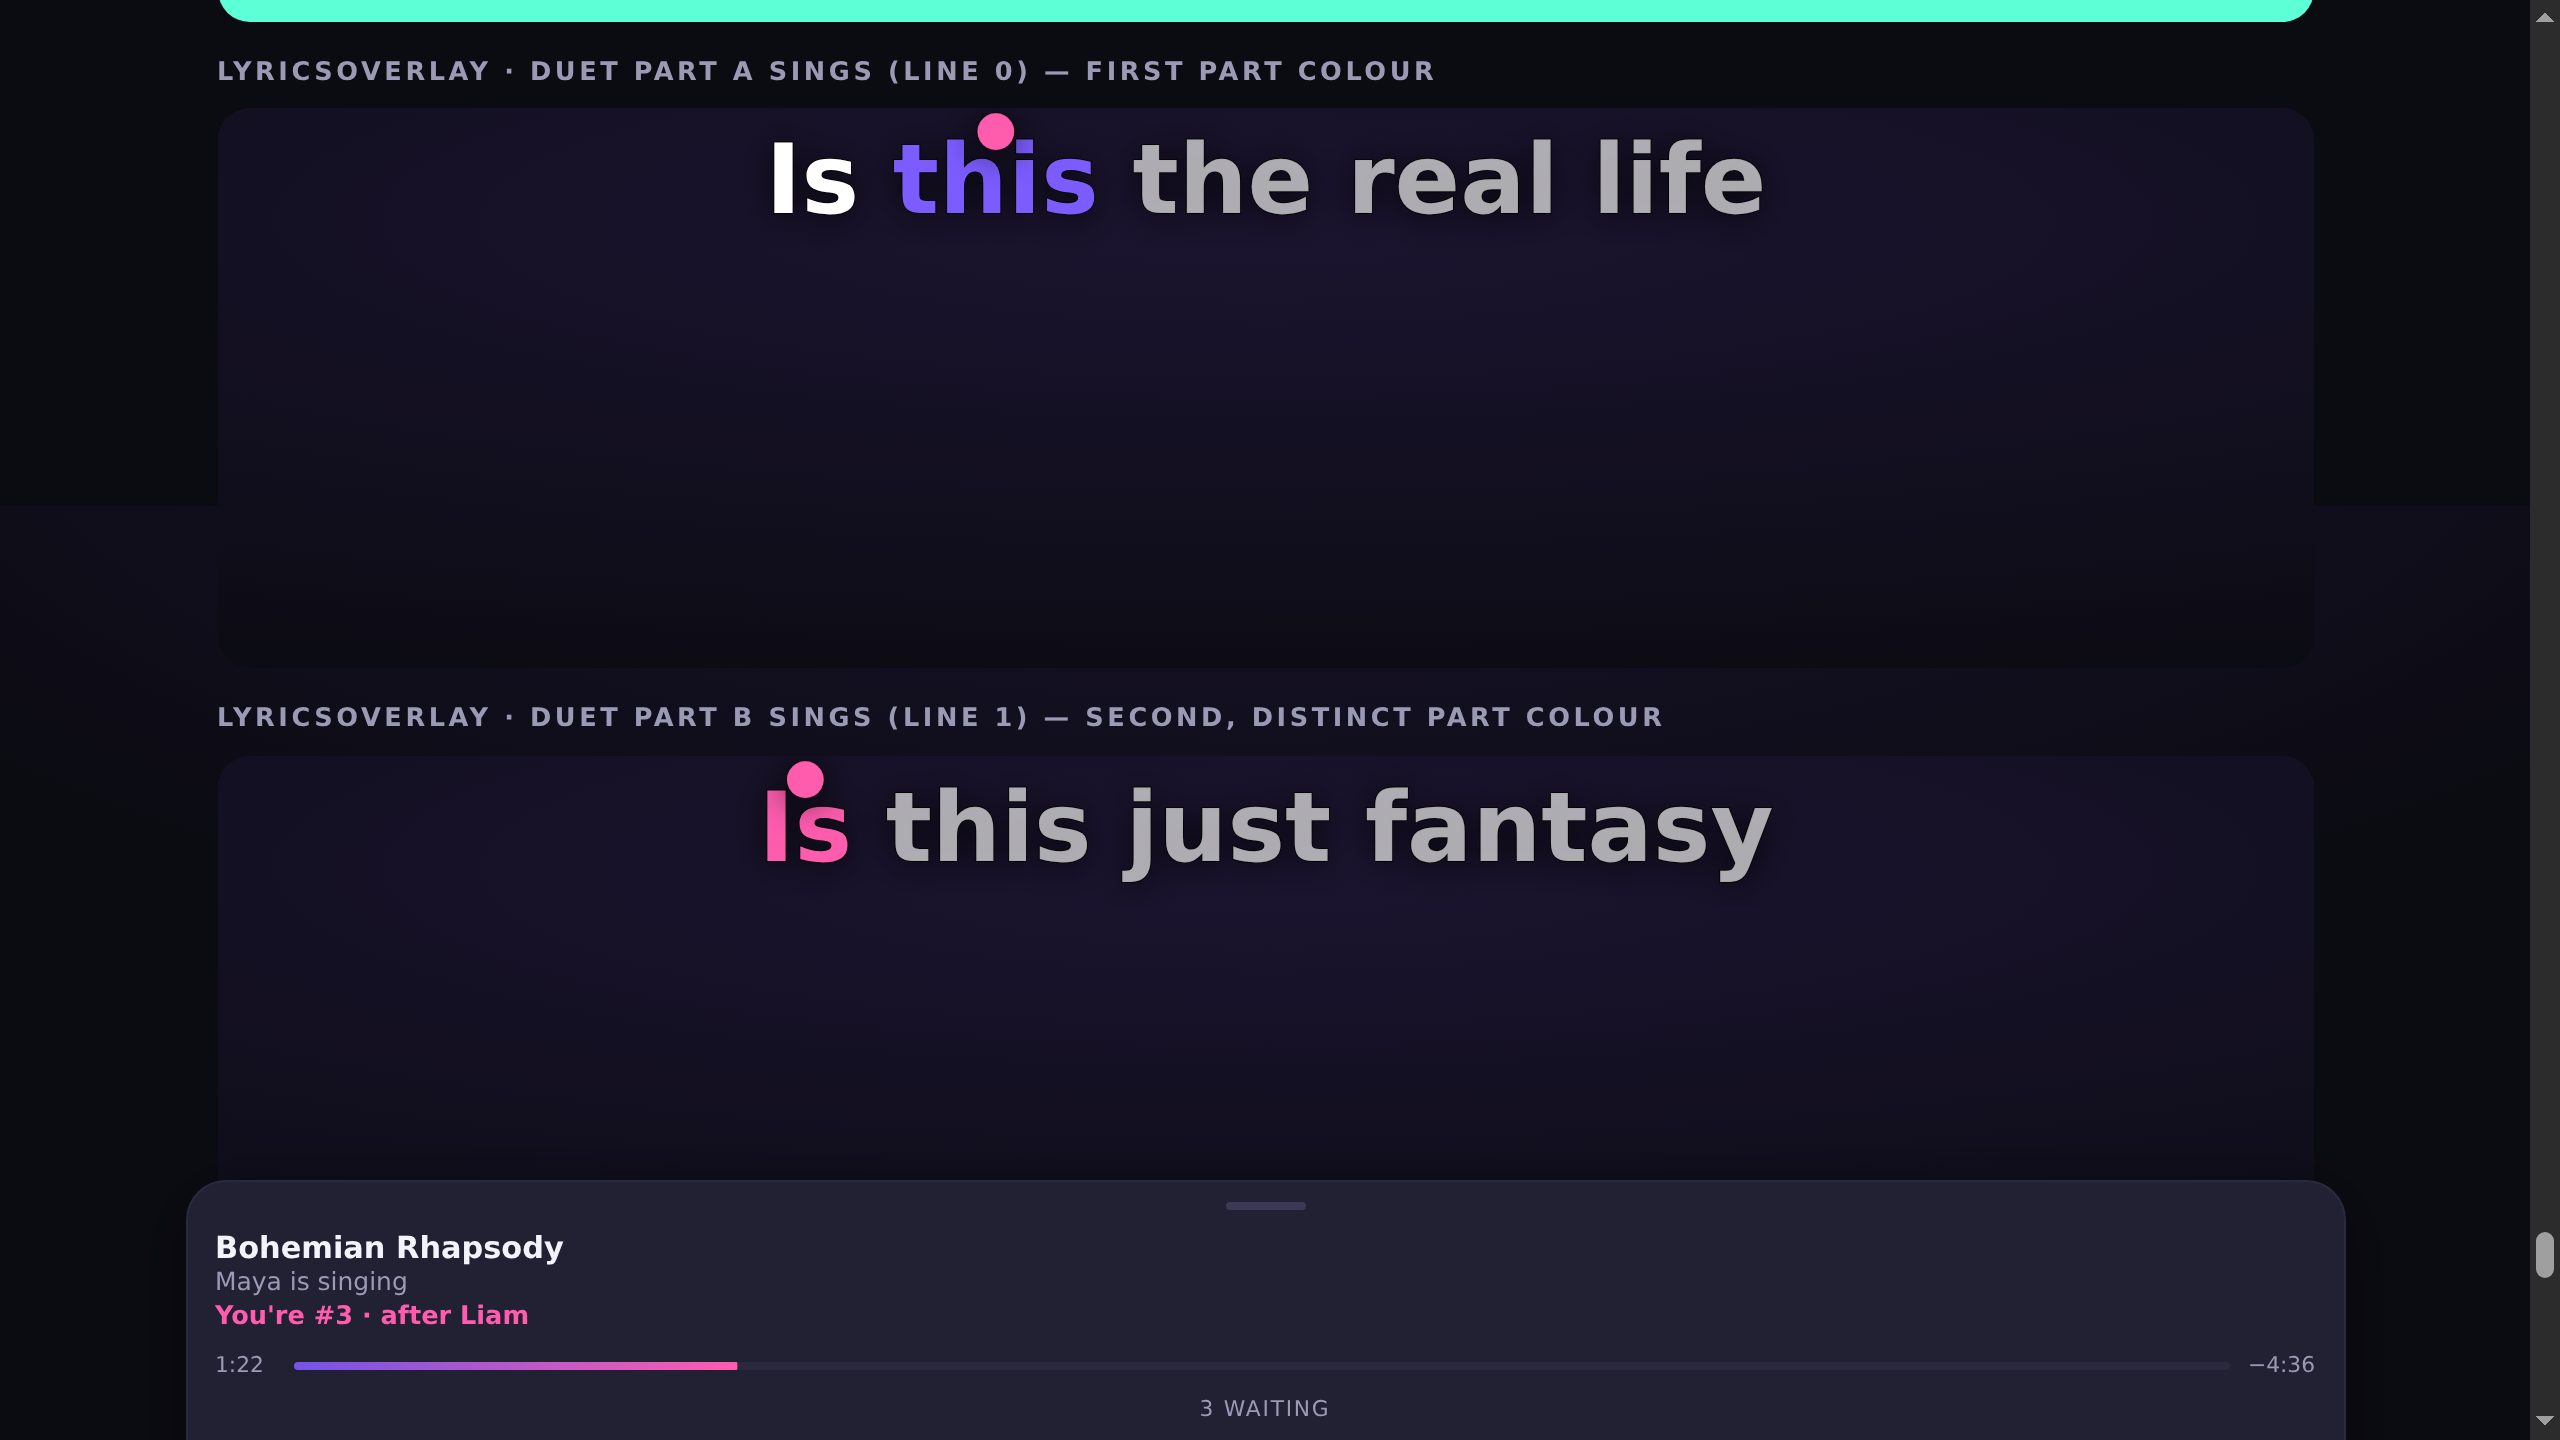 LYRICSOVERLAY · DUET PART A SINGS (LINE 0) — FIRST PART COLOUR
Is this the real life
LYRICSOVERLAY · DUET PART B SINGS (LINE 1) — SECOND, DISTINCT PART COLOUR
Is this just fantasy
Bohemian Rhapsody
Maya is singing
You're #3 · after Liam
1:22 −4:36
3 WAITING